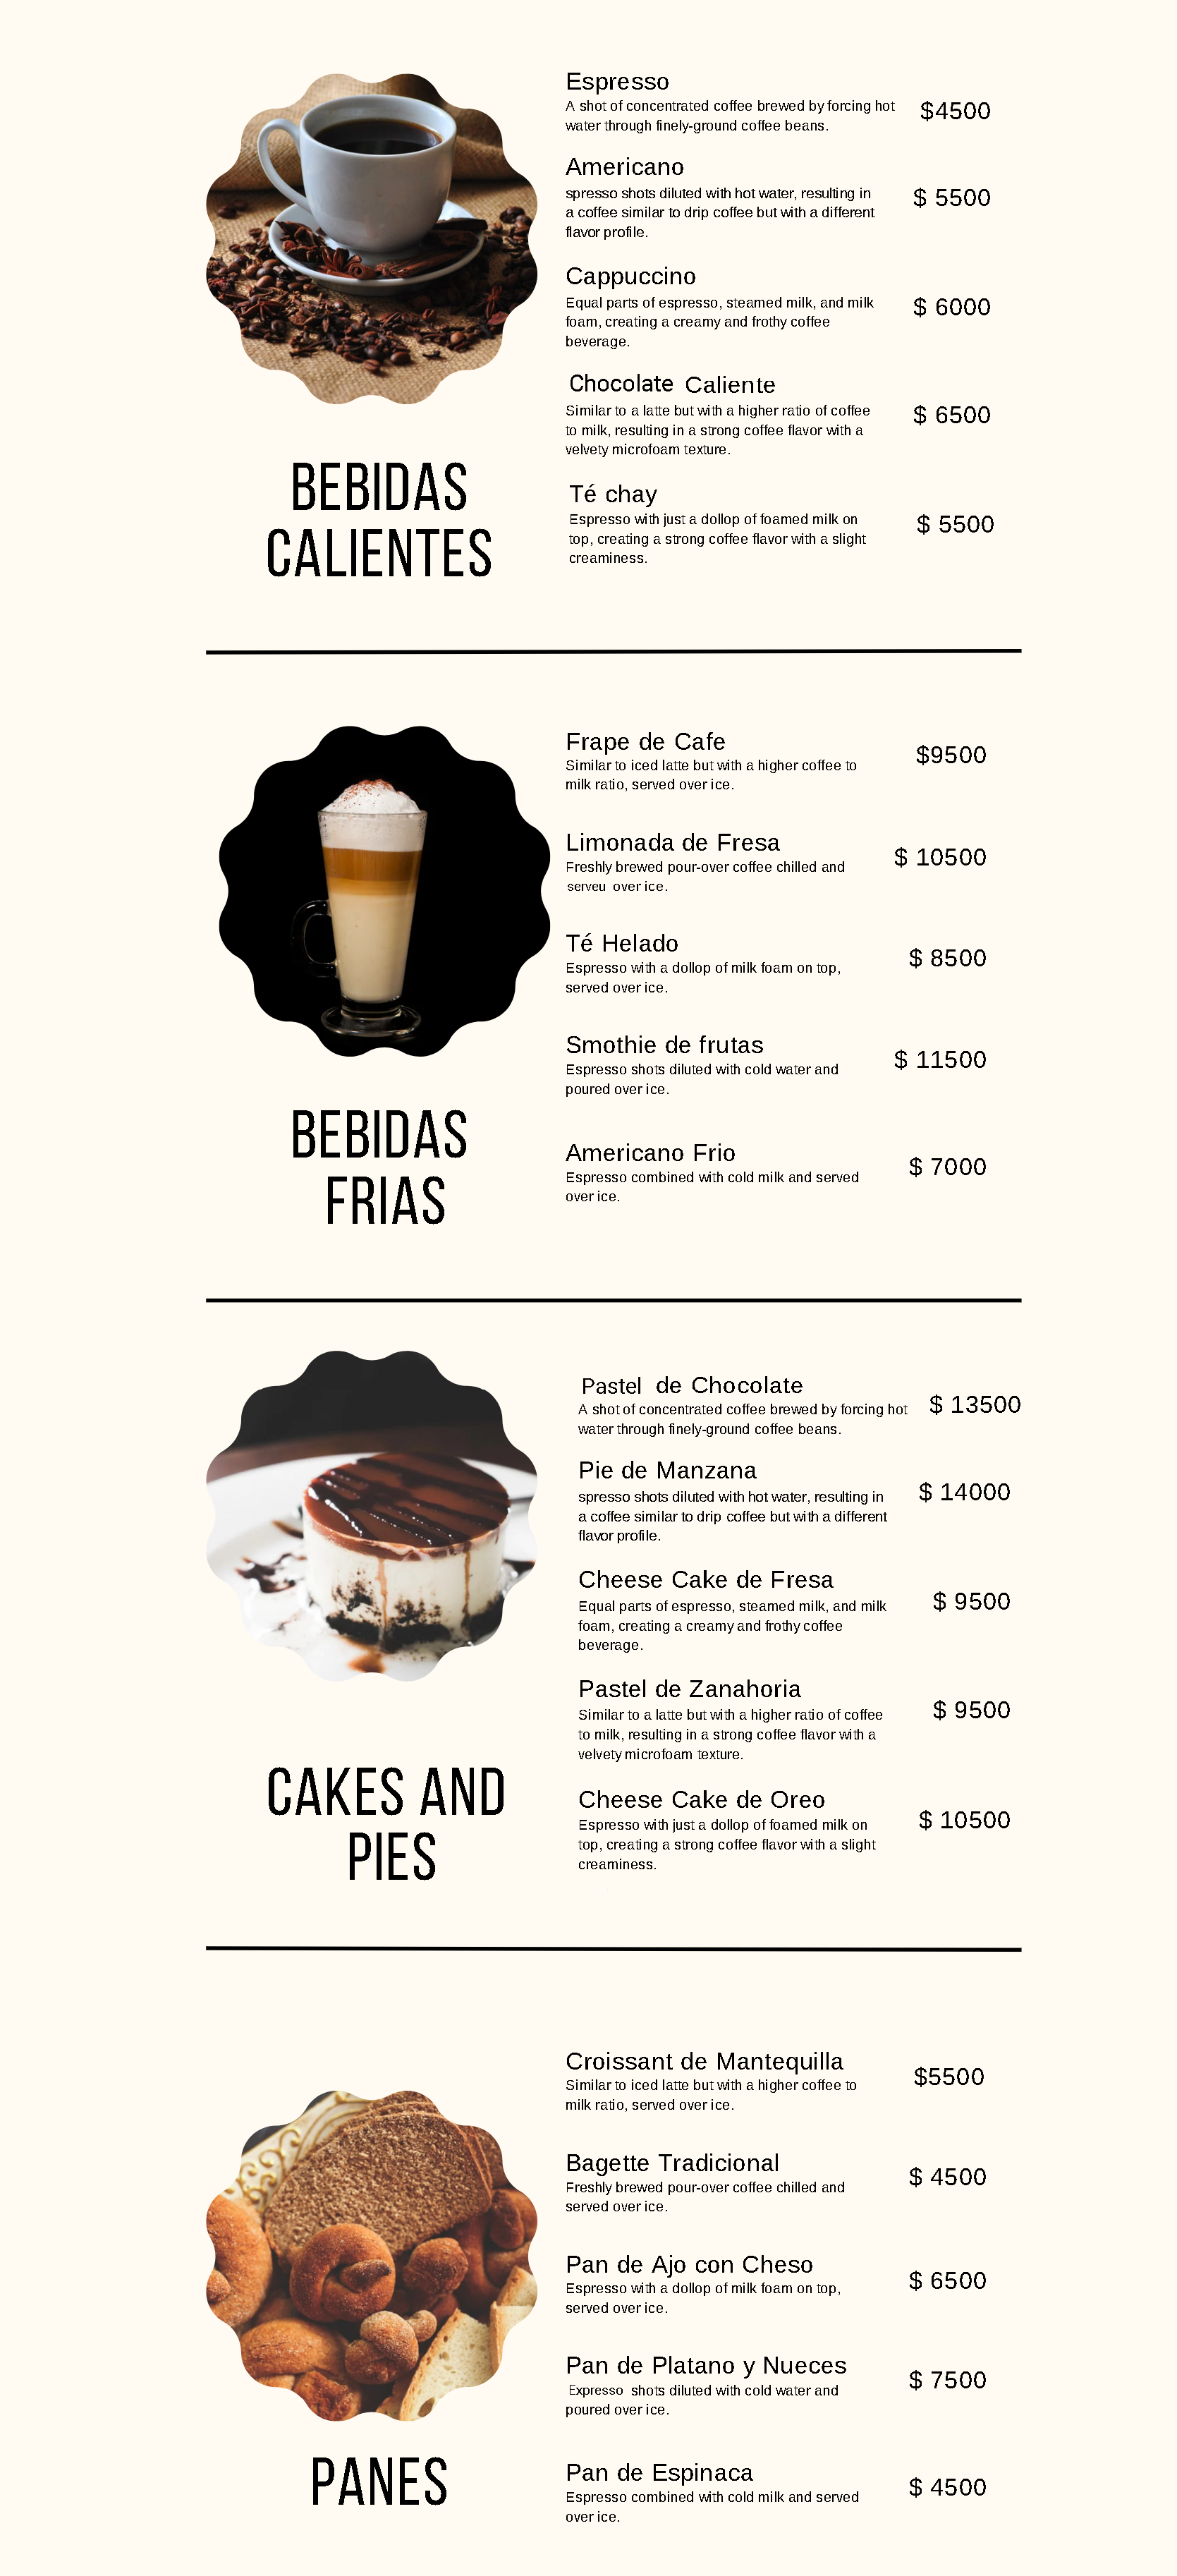 Espresso
A shot of concentrated coffee brewed by forcing hot
water through finely-ground coffee beans.
$4500
Americano
spresso shots diluted with hot water, resulting in
a coffee similar to drip coffee but with a different
flavor profile.
$ 5500
Cappuccino
Equal parts of espresso, steamed milk, and milk
foam, creating a creamy and frothy coffee
beverage.
$ 6000
Chocolate Caliente
Similar to a latte but with a higher ratio of coffee
to milk, resulting in a strong coffee flavor with a
velvety microfoam texture.
$ 6500
Té chay
Espresso with just a dollop of foamed milk on
top, creating a strong coffee flavor with a slight
creaminess.
$ 5500
BEBIDAS
CALIENTES
Frape de Cafe
Similar to iced latte but with a higher coffee to
milk ratio, served over ice.
$9500
Limonada de Fresa
Freshly brewed pour-over coffee chilled and
serveu over ice.
$ 10500
Té Helado
Espresso with a dollop of milk foam on top,
served over ice.
$ 8500
Smothie de frutas
Espresso shots diluted with cold water and
poured over ice.
$ 11500
Americano Frio
Espresso combined with cold milk and served
over ice.
$ 7000
BEBIDAS
FRIAS
Pastel de Chocolate
A shot of concentrated coffee brewed by forcing hot
water through finely-ground coffee beans.
$ 13500
Pie de Manzana
spresso shots diluted with hot water, resulting in
a coffee similar to drip coffee but with a different
flavor profile.
$ 14000
Cheese Cake de Fresa
Equal parts of espresso, steamed milk, and milk
foam, creating a creamy and frothy coffee
beverage.
$ 9500
Pastel de Zanahoria
Similar to a latte but with a higher ratio of coffee
to milk, resulting in a strong coffee flavor with a
velvety microfoam texture.
$ 9500
Cheese Cake de Oreo
Espresso with just a dollop of foamed milk on
top, creating a strong coffee flavor with a slight
creaminess.
$ 10500
CAKES AND
PIES
Croissant de Mantequilla
Similar to iced latte but with a higher coffee to
milk ratio, served over ice.
$5500
Bagette Tradicional
Freshly brewed pour-over coffee chilled and
served over ice.
$ 4500
Pan de Ajo con Cheso
Espresso with a dollop of milk foam on top,
served over ice.
$ 6500
Pan de Platano y Nueces
Expresso shots diluted with cold water and
poured over ice.
$ 7500
Pan de Espinaca
Espresso combined with cold milk and served
over ice.
$ 4500
PANES